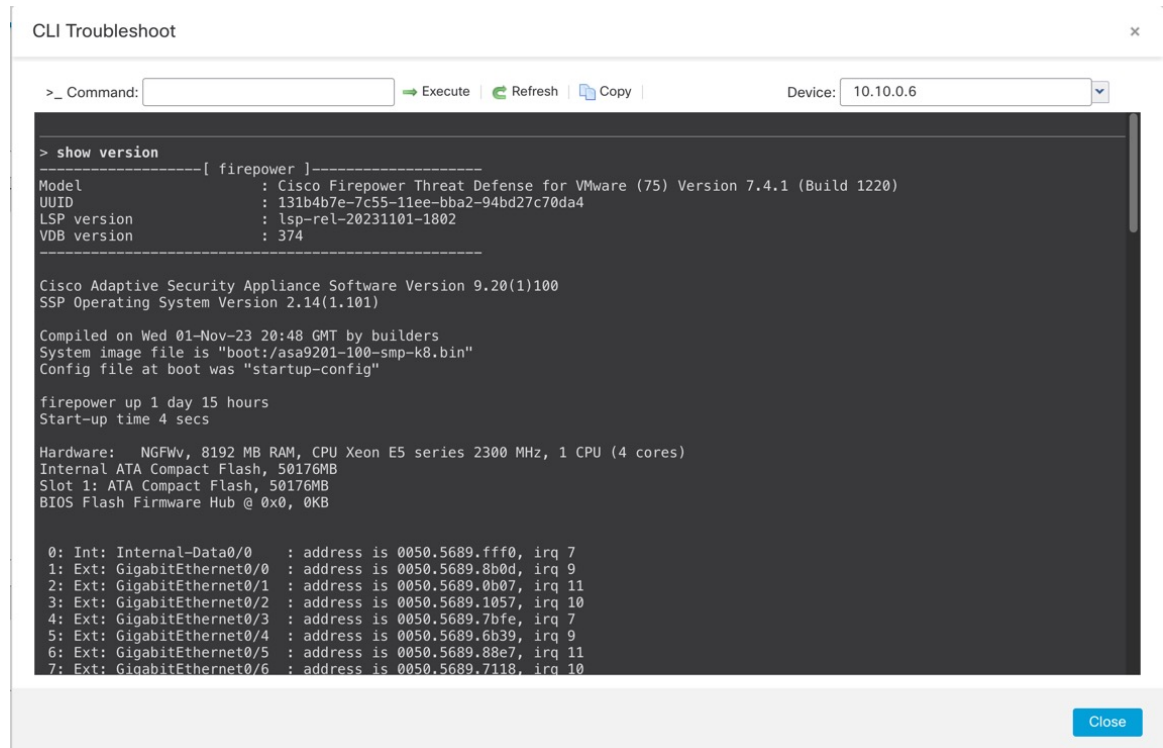 CLI Troubleshoot
×
>_ Command: Execute Refresh Copy Device: 10.10.0.6
> show version
-------------------[ firepower ]--------------------
Model                     : Cisco Firepower Threat Defense for VMware (75) Version 7.4.1 (Build 1220)
UUID                      : 131b4b7e-7c55-11ee-bba2-94bd27c70da4
LSP version               : lsp-rel-20231101-1802
VDB version               : 374
----------------------------------------------------
Cisco Adaptive Security Appliance Software Version 9.20(1)100
SSP Operating System Version 2.14(1.101)
Compiled on Wed 01-Nov-23 20:48 GMT by builders
System image file is "boot:/asa9201-100-smp-k8.bin"
Config file at boot was "startup-config"
firepower up 1 day 15 hours
Start-up time 4 secs
Hardware:   NGFWv, 8192 MB RAM, CPU Xeon E5 series 2300 MHz, 1 CPU (4 cores)
Internal ATA Compact Flash, 50176MB
Slot 1: ATA Compact Flash, 50176MB
BIOS Flash Firmware Hub @ 0x0, 0KB
0: Int: Internal-Data0/0    : address is 0050.5689.fff0, irq 7
1: Ext: GigabitEthernet0/0  : address is 0050.5689.8b0d, irq 9
2: Ext: GigabitEthernet0/1  : address is 0050.5689.0b07, irq 11
3: Ext: GigabitEthernet0/2  : address is 0050.5689.1057, irq 10
4: Ext: GigabitEthernet0/3  : address is 0050.5689.7bfe, irq 7
5: Ext: GigabitEthernet0/4  : address is 0050.5689.6b39, irq 9
6: Ext: GigabitEthernet0/5  : address is 0050.5689.88e7, irq 11
7: Ext: GigabitEthernet0/6  : address is 0050.5689.7118, irq 10
Close